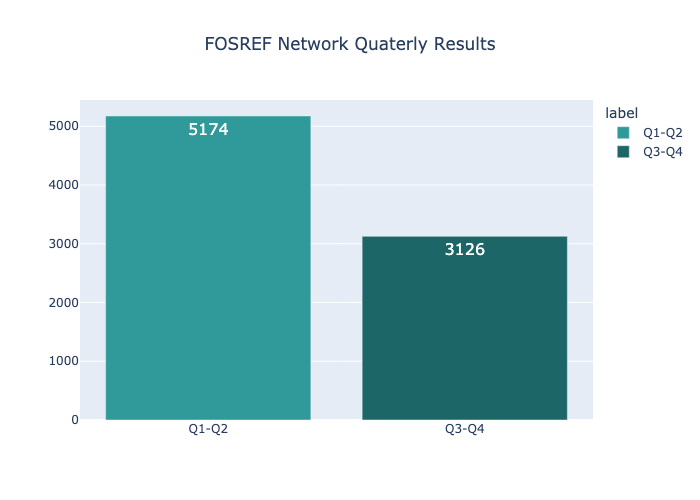 FOSREF Network Quaterly Results
label
Q1-Q2
Q3-Q4
5000
4000
3000
2000
1000
0
5174
3126
Q1-Q2
Q3-Q4